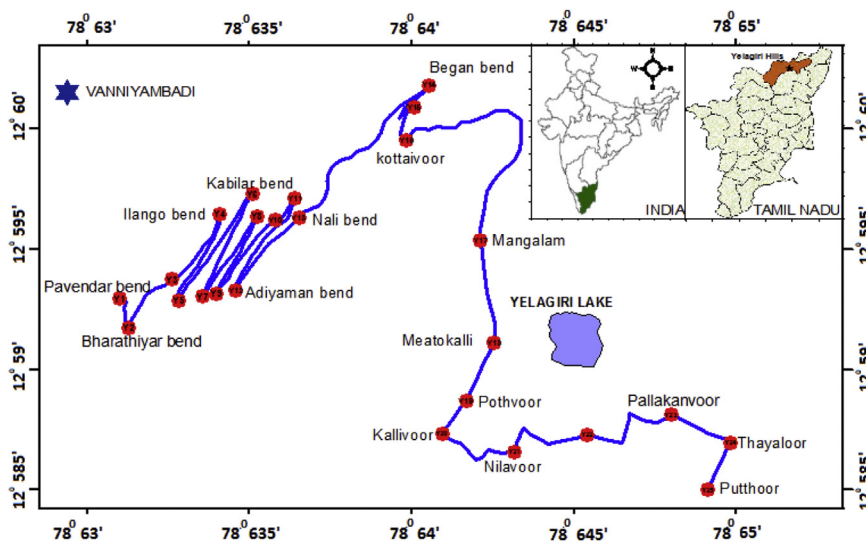 78⁰ 63' 78⁰ 635' 78⁰ 64' 78⁰ 645' 78⁰ 65'
VANNIYAMBADI
Began bend
kottaivoor
Kabilar bend
Ilango bend
Nali bend
Pavendar bend
Adiyaman bend
Bharathiyar bend
Mangalam
YELAGIRI LAKE
Meatokalli
Pothvoor
Pallakanvoor
Kallivoor
Nilavoor
Thayaloor
Putthoor
N
W E
S
INDIA
Yelagiri Hills
TAMIL NADU
12⁰ 60'
12⁰ 595'
12⁰ 59'
12⁰ 585'
12⁰ 60'
12⁰ 595'
12⁰ 59'
12⁰ 585'
78⁰ 63' 78⁰ 635' 78⁰ 64' 78⁰ 645' 78⁰ 65'